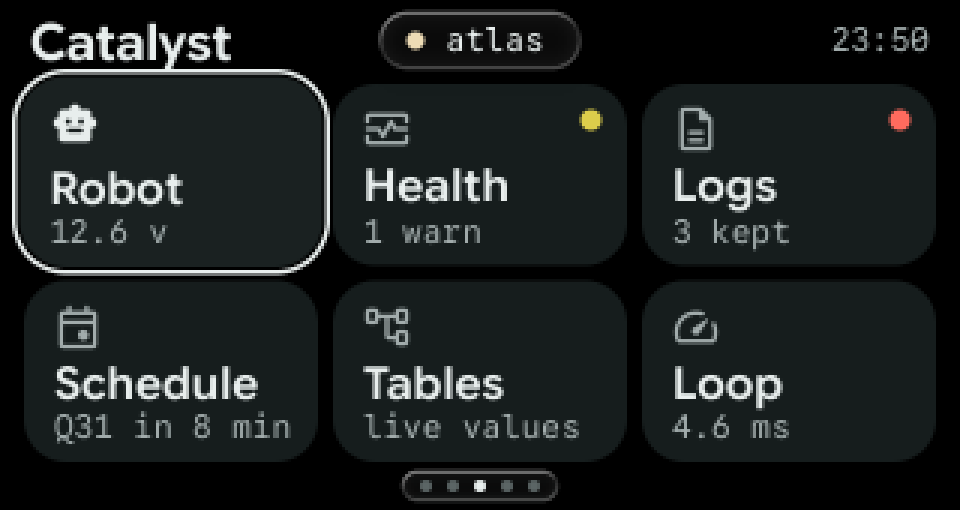 Catalyst
atlas
23:50
Robot
12.6 v
Health
1 warn
Logs
3 kept
Schedule
Q31 in 8 min
Tables
live values
Loop
4.6 ms